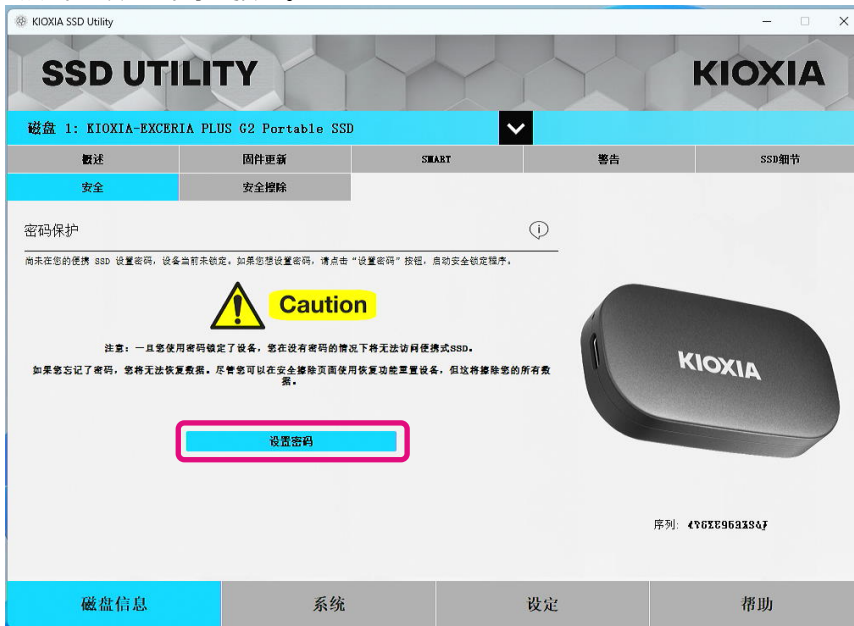 KIOXIA SSD Utility
SSD UTILITY
KIOXIA
磁盘 1: KIOXIA-EXCERIA PLUS G2 Portable SSD
概述
固件更新
SMART
警告
SSD细节
安全
安全擦除
密码保护
尚未在您的便携 SSD 设置密码，设备当前未锁定。如果您想设置密码，请点击“设置密码”按钮，启动安全锁定程序。
Caution
注意：一旦您使用密码锁定了设备，您在没有密码的情况下将无法访问便携式SSD。
如果您忘记了密码，您将无法恢复数据。尽管您可以在安全擦除页面使用恢复功能重置设备，但这将擦除您的所有数
据。
设置密码
KIOXIA
序列:
磁盘信息
系统
设定
帮助